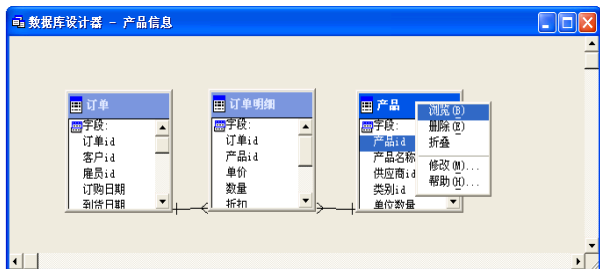 数据库设计器 - 产品信息
订单
字段:
订单id
客户id
雇员id
订购日期
到货日期
订单明细
字段:
订单id
产品id
单价
数量
折扣
产品
字段:
产品id
产品名称
供应商id
类别id
单位数量
浏览(B)
删除(E)
折叠
修改(M)...
帮助(H)...